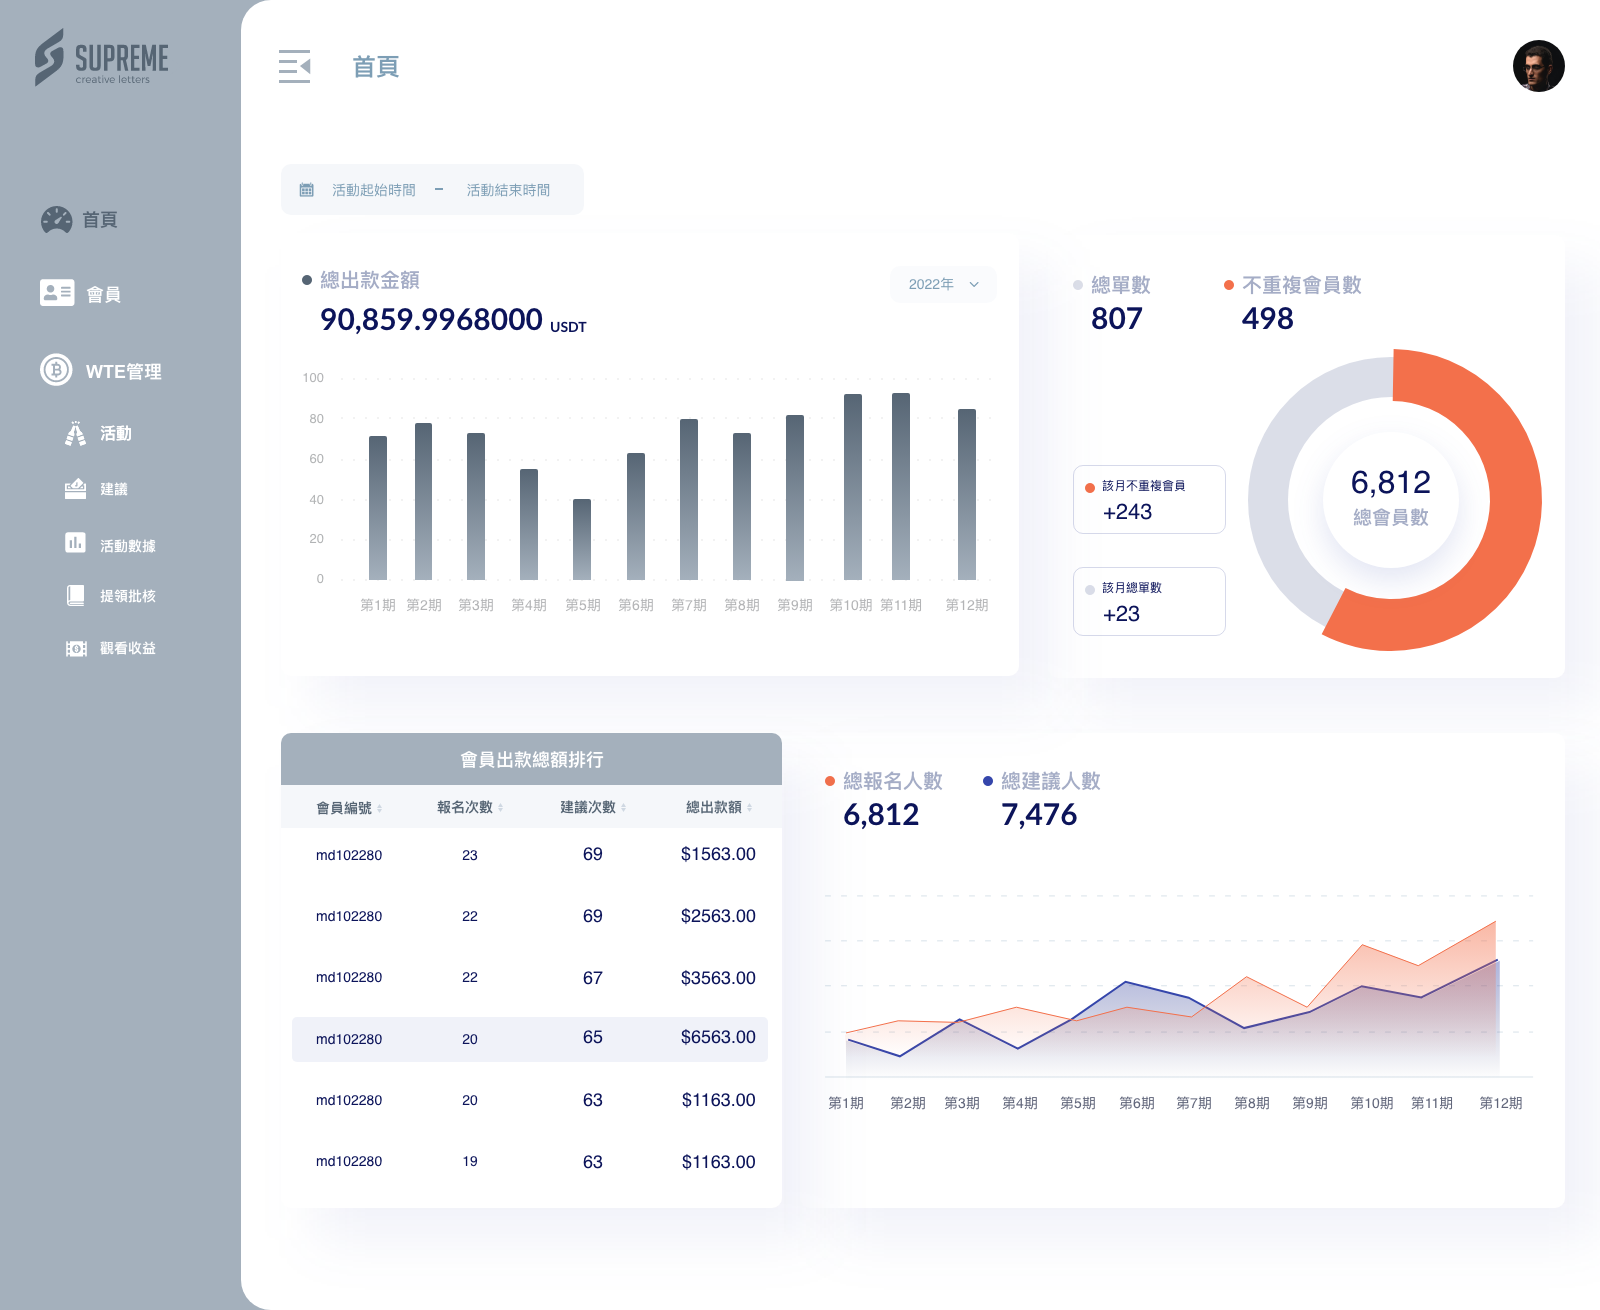 SUPREME
creative letters
首頁
會員
WTE管理
活動
建議
活動數據
提領批核
觀看收益
首頁
活動起始時間 – 活動結束時間
總出款金額
90,859.9968000 USDT
2022年
100
80
60
40
20
0
第1期 第2期 第3期 第4期 第5期 第6期 第7期 第8期 第9期 第10期 第11期 第12期
總單數
807
不重複會員數
498
該月不重複會員
+243
該月總單數
+23
6,812
總會員數
會員出款總額排行
會員編號 報名次數 建議次數 總出款額
md102280 23 69 $1563.00
md102280 22 69 $2563.00
md102280 22 67 $3563.00
md102280 20 65 $6563.00
md102280 20 63 $1163.00
md102280 19 63 $1163.00
總報名人數
6,812
總建議人數
7,476
第1期 第2期 第3期 第4期 第5期 第6期 第7期 第8期 第9期 第10期 第11期 第12期